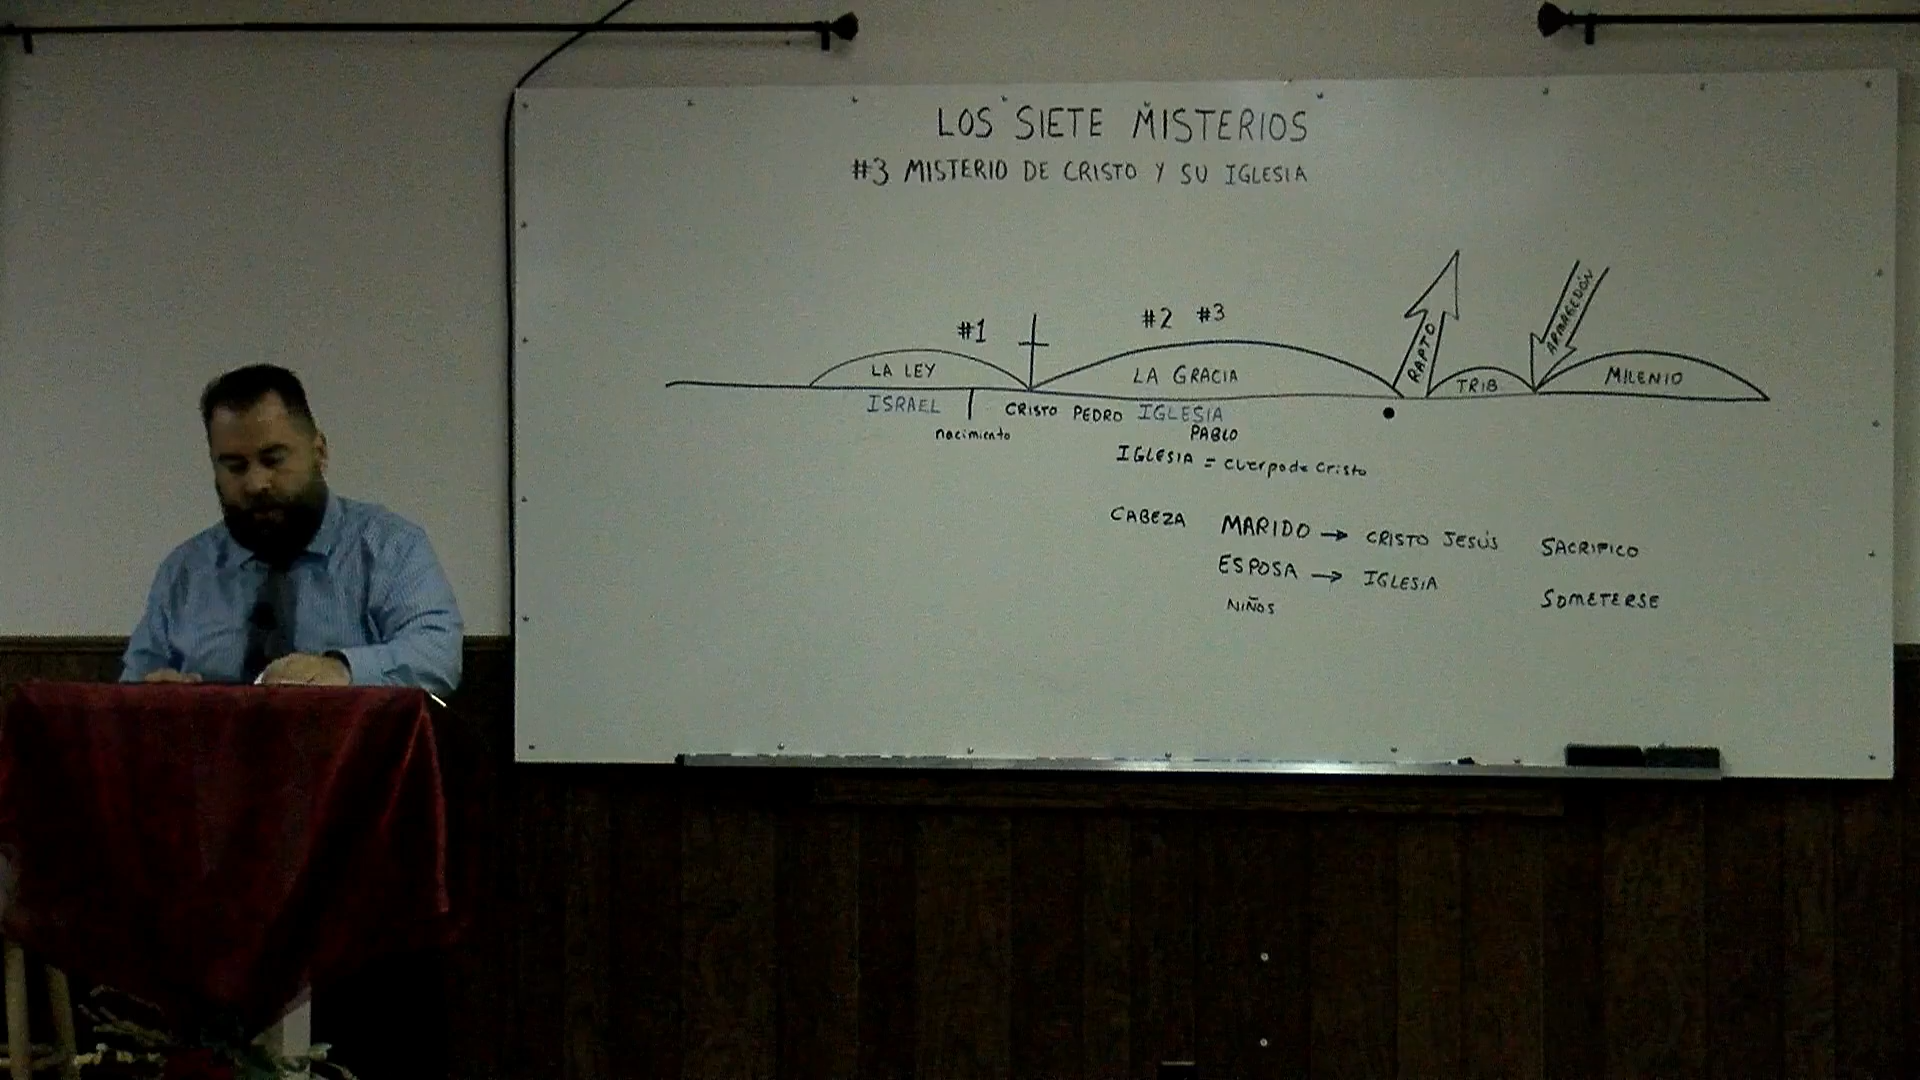 LOS SIETE MISTERIOS
#3 MISTERIO DE CRISTO Y SU IGLESIA
#1 #2 #3
LA LEY LA GRACIA RAPTO TRIB ARMAGEDÓN MILENIO
ISRAEL CRISTO PEDRO IGLESIA
nacimiento PABLO
IGLESIA = cuerpo de Cristo
CABEZA MARIDO → CRISTO JESÚS SACRIFICO
ESPOSA → IGLESIA SOMETERSE
NIÑOS